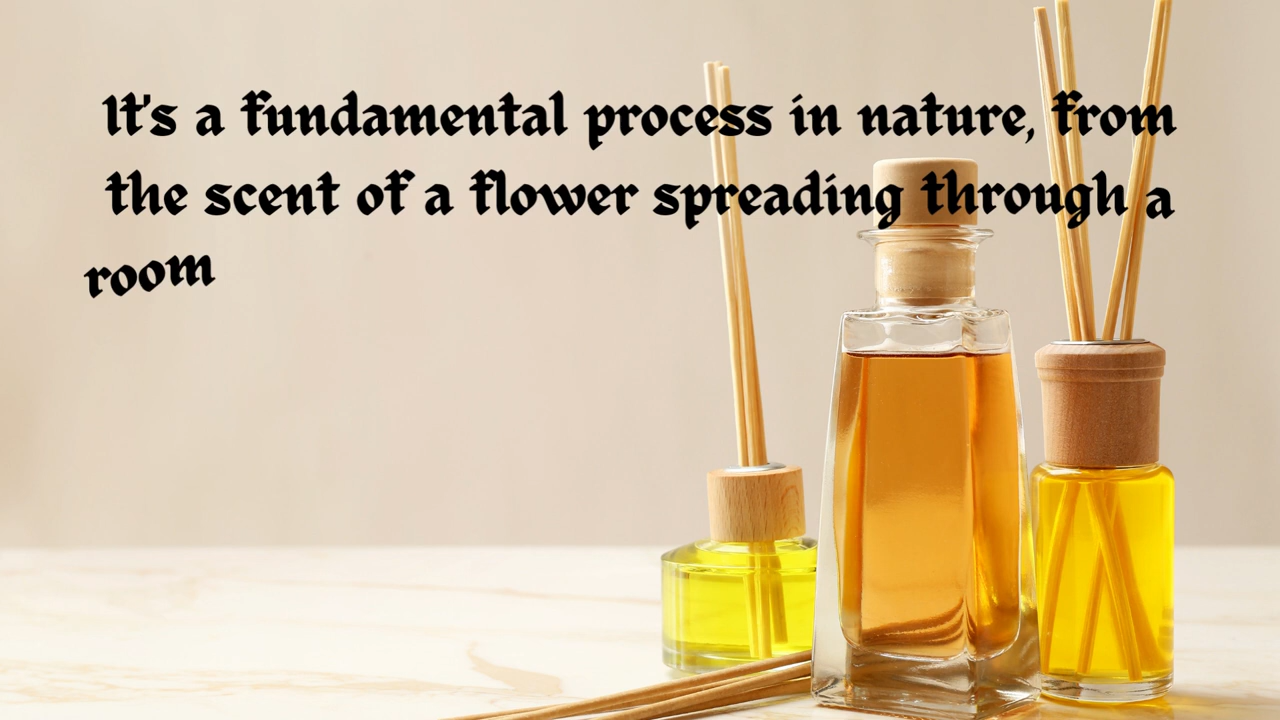 It's a fundamental process in nature, from
the scent of a flower spreading through a
room